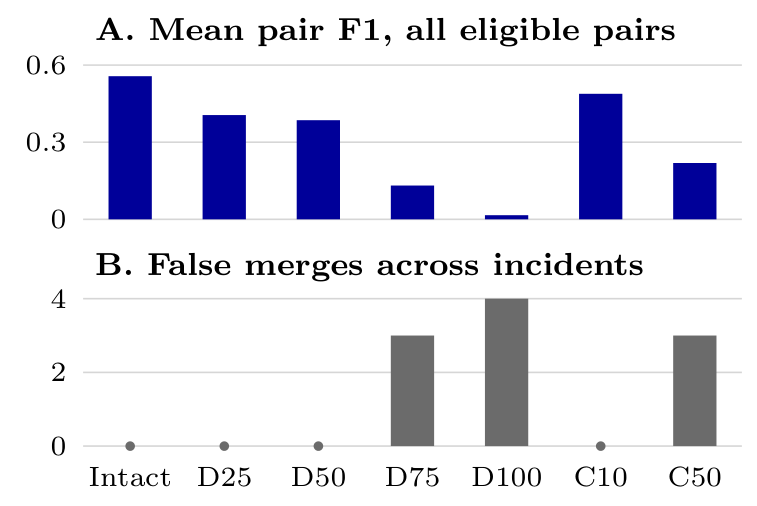 A. Mean pair F1, all eligible pairs
0.6
0.3
0
B. False merges across incidents
4
2
0
Intact D25 D50 D75 D100 C10 C50